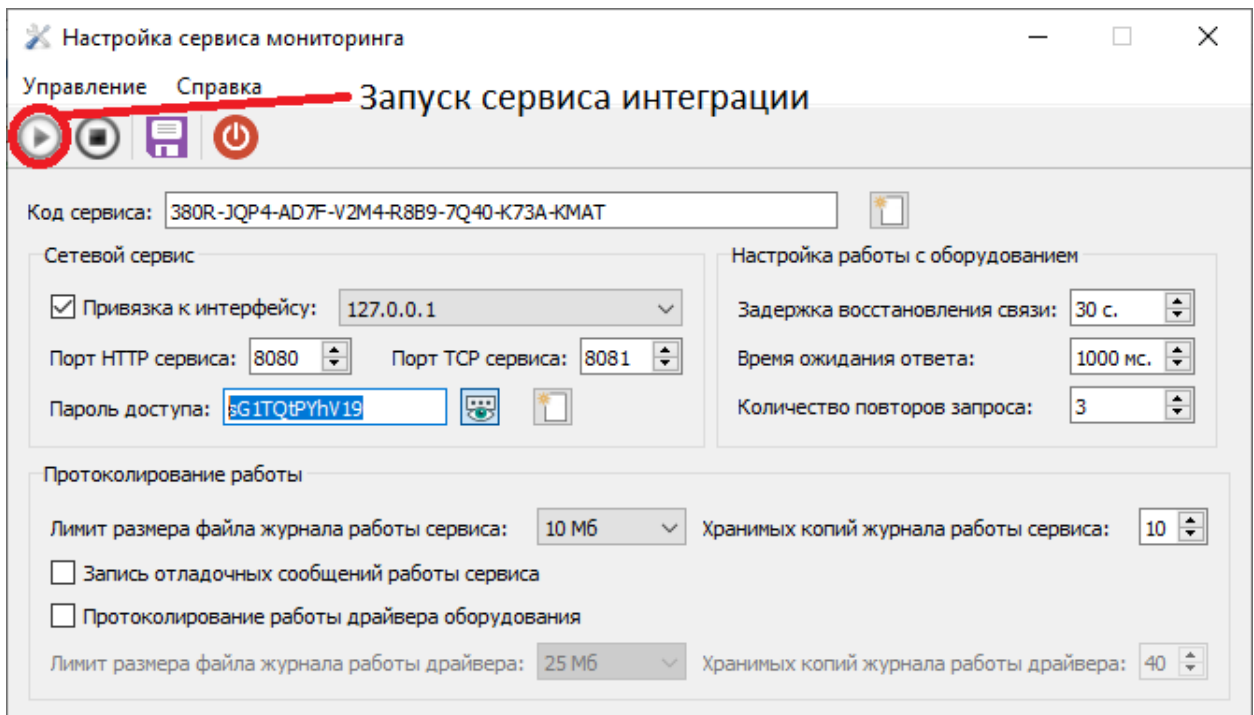 Настройка сервиса мониторинга
Управление Справка
Запуск сервиса интеграции
Код сервиса: 380R-JQP4-AD7F-V2M4-R8B9-7Q40-K73A-KMAT
Сетевой сервис
Привязка к интерфейсу: 127.0.0.1
Порт HTTP сервиса: 8080 Порт TCP сервиса: 8081
Пароль доступа: sG1TQtPYhV19
Настройка работы с оборудованием
Задержка восстановления связи: 30 с.
Время ожидания ответа: 1000 мс.
Количество повторов запроса: 3
Протоколирование работы
Лимит размера файла журнала работы сервиса: 10 Мб Хранимых копий журнала работы сервиса: 10
Запись отладочных сообщений работы сервиса
Протоколирование работы драйвера оборудования
Лимит размера файла журнала работы драйвера: 25 Мб Хранимых копий журнала работы драйвера: 40